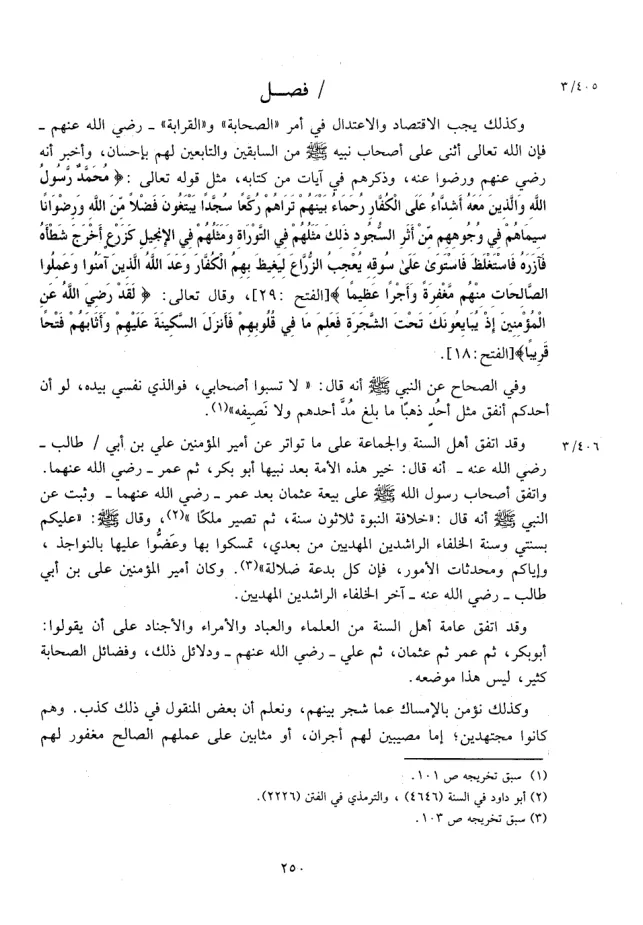 ٣/٤٠٥
/ فصــل
وكذلك يجب الاقتصاد والاعتدال في أمر «الصحابة» و«القرابة» ـ رضي الله عنهم ـ
فإن الله تعالى أثنى على أصحاب نبيه ﷺ من السابقين والتابعين لهم بإحسان، وأخبر أنه
رضي عنهم ورضوا عنه، وذكرهم في آيات من كتابه، مثل قوله تعالى :﴿ مُحَمَّدٌ رَّسُولُ
اللَّهِ وَالَّذِينَ مَعَهُ أَشِدَّاءُ عَلَى الْكُفَّارِ رُحَمَاءُ بَيْنَهُمْ تَرَاهُمْ رُكَّعًا سُجَّدًا يَبْتَغُونَ فَضْلاً مِّنَ اللَّهِ وَرِضْوَانًا
سِيمَاهُمْ فِي وُجُوهِهِم مِّنْ أَثَرِ السُّجُودِ ذَلِكَ مَثَلُهُمْ فِي التَّوْرَاةِ وَمَثَلُهُمْ فِي الإِنجِيلِ كَزَرْعٍ أَخْرَجَ شَطْأَهُ
فَآزَرَهُ فَاسْتَغْلَظَ فَاسْتَوَىٰ عَلَىٰ سُوقِهِ يُعْجِبُ الزُّرَّاعَ لِيَغِيظَ بِهِمُ الْكُفَّارَ وَعَدَ اللَّهُ الَّذِينَ آمَنُوا وَعَمِلُوا
الصَّالِحَاتِ مِنْهُم مَّغْفِرَةً وَأَجْرًا عَظِيمًا ﴾[الفتح :٢٩]، وقال تعالى: ﴿ لَقَدْ رَضِيَ اللَّهُ عَنِ
الْمُؤْمِنِينَ إِذْ يُبَايِعُونَكَ تَحْتَ الشَّجَرَةِ فَعَلِمَ مَا فِي قُلُوبِهِمْ فَأَنزَلَ السَّكِينَةَ عَلَيْهِمْ وَأَثَابَهُمْ فَتْحًا
قَرِيبًا﴾[الفتح:١٨].
وفي الصحاح عن النبي ﷺ أنه قال: « لا تسبوا أصحابي، فوالذي نفسي بيده، لو أن
أحدكم أنفق مثل أحُدٍ ذهبًا ما بلغ مُدَّ أحدهم ولا نَصِيفه»(١).
٣/٤٠٦
وقد اتفق أهل السنة والجماعة على ما تواتر عن أمير المؤمنين علي بن أبي / طالب ـ
رضي الله عنه ـ أنه قال: خير هذه الأمة بعد نبيها أبو بكر، ثم عمر ـ رضي الله عنهما.
واتفق أصحاب رسول الله ﷺ على بيعة عثمان بعد عمر ـ رضي الله عنهما ـ وثبت عن
النبي ﷺ أنه قال :«خلافة النبوة ثلاثون سنة، ثم تصير ملكًا »(٢)، وقال ﷺ: «عليكم
بسنتي وسنة الخلفاء الراشدين المهديين من بعدي، تمسكوا بها وعَضُّوا عليها بالنواجذ ،
وإياكم ومحدثات الأمور، فإن كل بدعة ضلالة»(٣). وكان أمير المؤمنين على بن أبي
طالب ـ رضي الله عنه ـ آخر الخلفاء الراشدين المهديين.
وقد اتفق عامة أهل السنة من العلماء والعباد والأمراء والأجناد على أن يقولوا:
أبوبكر، ثم عمر ثم عثمان، ثم علي ـ رضي الله عنهم ـ ودلائل ذلك، وفضائل الصحابة
كثير، ليس هذا موضعه.
وكذلك نؤمن بالإمساك عما شجر بينهم، ونعلم أن بعض المنقول في ذلك كذب. وهم
كانوا مجتهدين؛ إما مصيبين لهم أجران، أو مثابين على عملهم الصالح مغفور لهم
(١) سبق تخريجه ص ١٠١.
(٢) أبو داود في السنة (٤٦٤٦) ، والترمذي في الفتن (٢٢٢٦).
(٣) سبق تخريجه ص ١٠٣.
٢٥٠